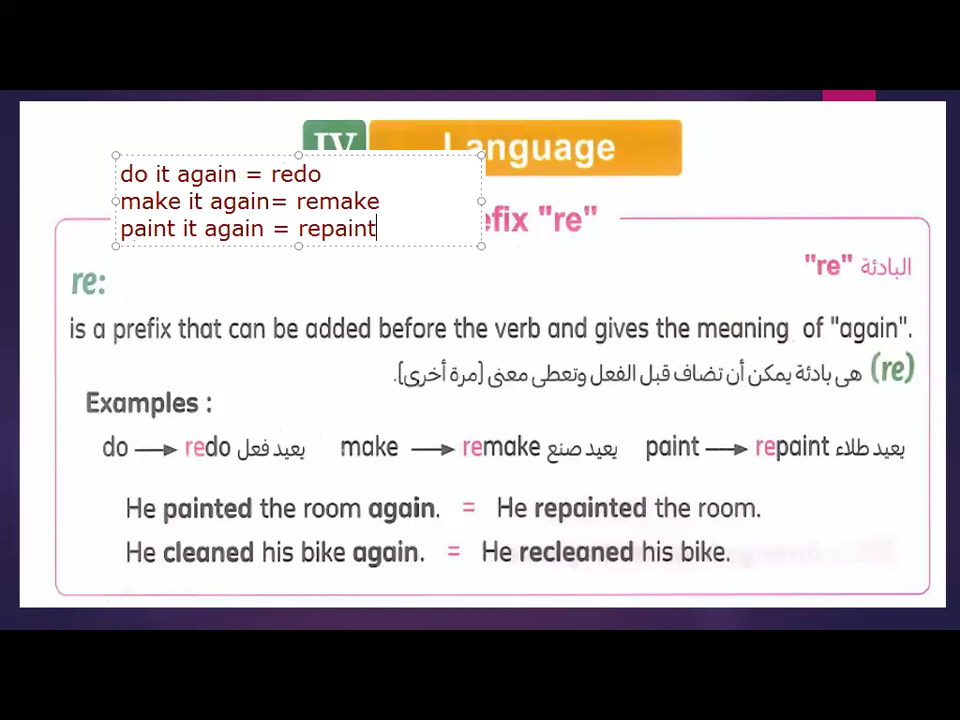 IV Language
do it again = redo
make it again= remake
paint it again = repaint
efix "re"
البادئة "re"
re:
is a prefix that can be added before the verb and gives the meaning of "again".
(re) هى بادئة يمكن أن تضاف قبل الفعل وتعطى معنى (مرة أخرى).
Examples :
do → redo يعيد فعل make → remake يعيد صنع paint → repaint يعيد طلاء
He painted the room again. = He repainted the room.
He cleaned his bike again. = He recleaned his bike.